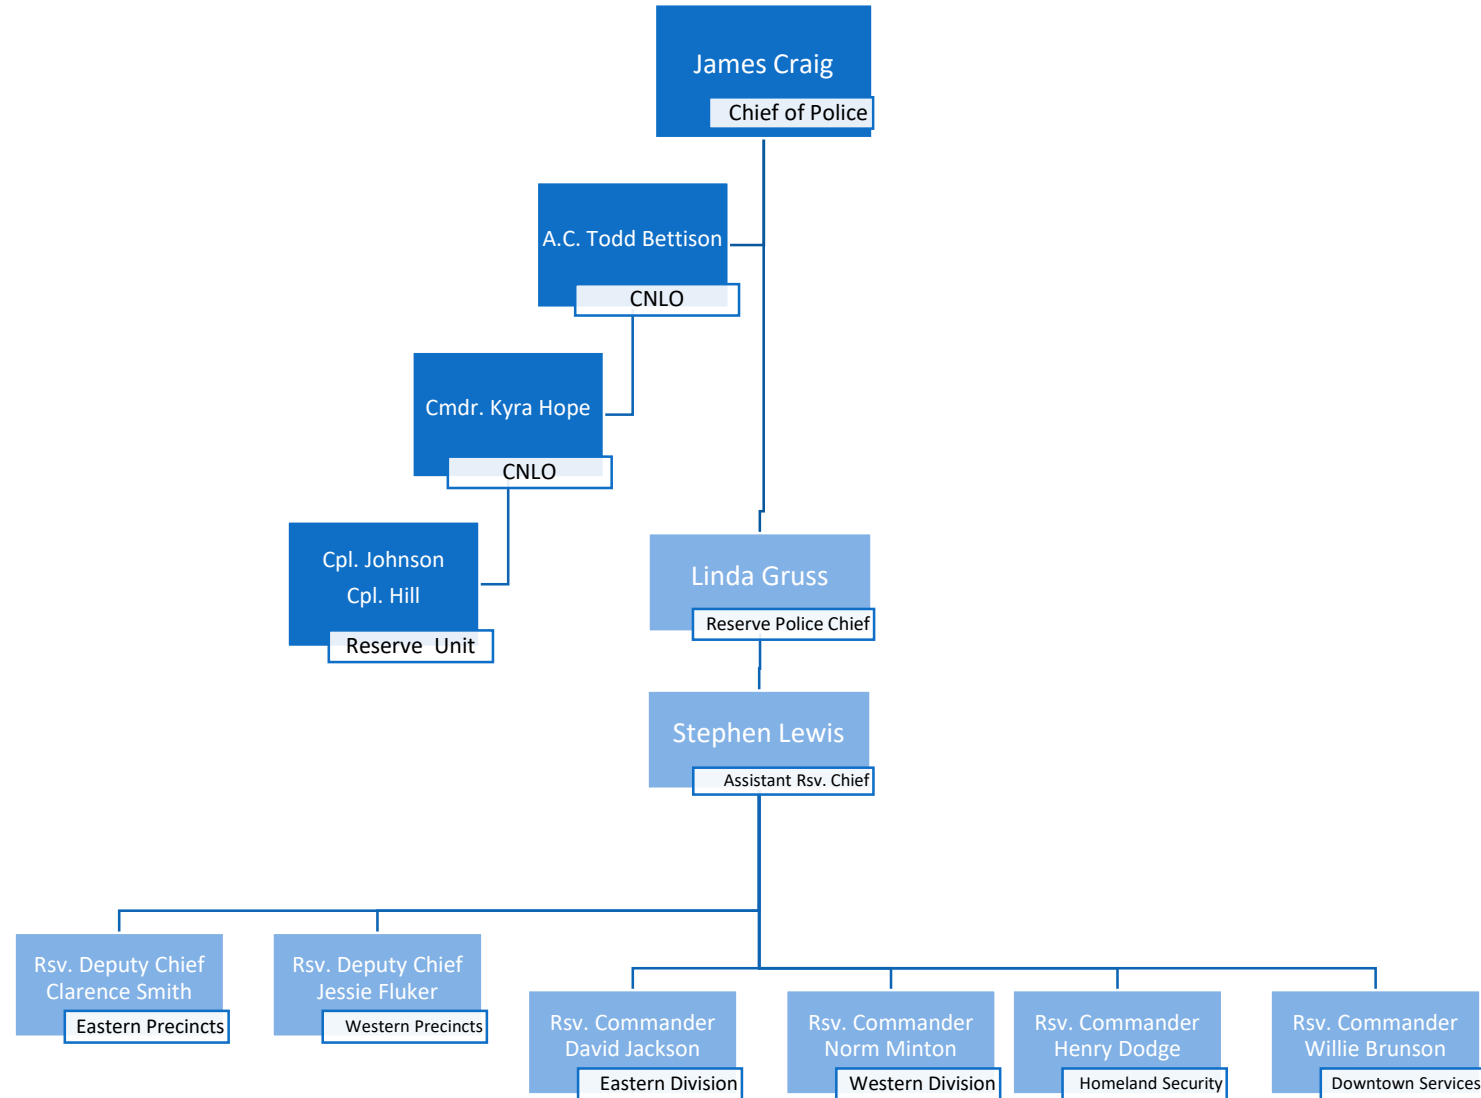 James Craig
Chief of Police
A.C. Todd Bettison
CNLO
Cmdr. Kyra Hope
CNLO
Cpl. Johnson
Cpl. Hill
Reserve Unit
Linda Gruss
Reserve Police Chief
Stephen Lewis
Assistant Rsv. Chief
Rsv. Deputy Chief
Clarence Smith
Eastern Precincts
Rsv. Deputy Chief
Jessie Fluker
Western Precincts
Rsv. Commander
David Jackson
Eastern Division
Rsv. Commander
Norm Minton
Western Division
Rsv. Commander
Henry Dodge
Homeland Security
Rsv. Commander
Willie Brunson
Downtown Services